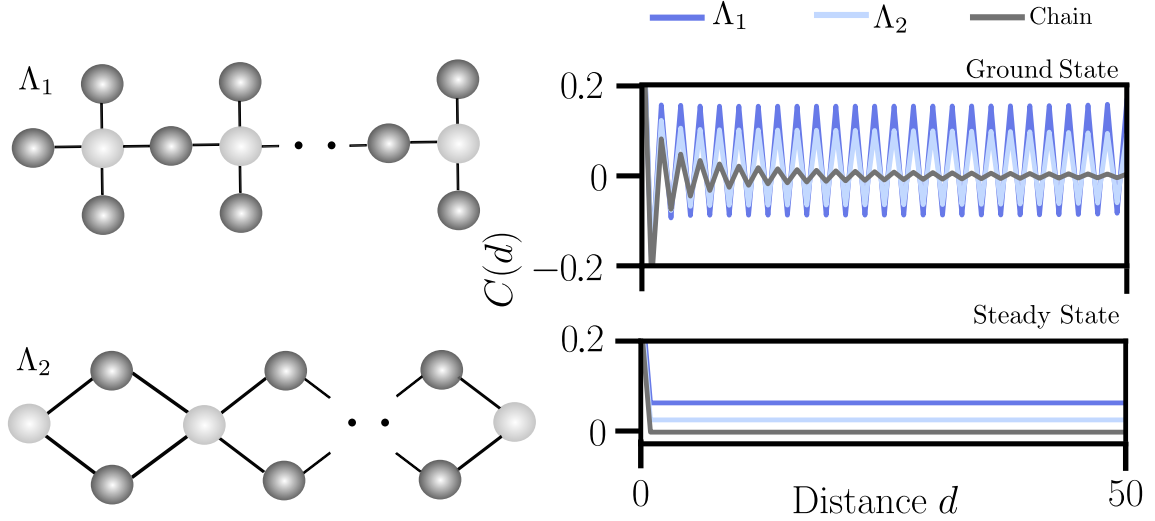 Λ₁ Λ₂ Chain
Λ₁
Ground State
0.2
0
−0.2
C(d)
Λ₂
Steady State
0.2
0
0 50
Distance d